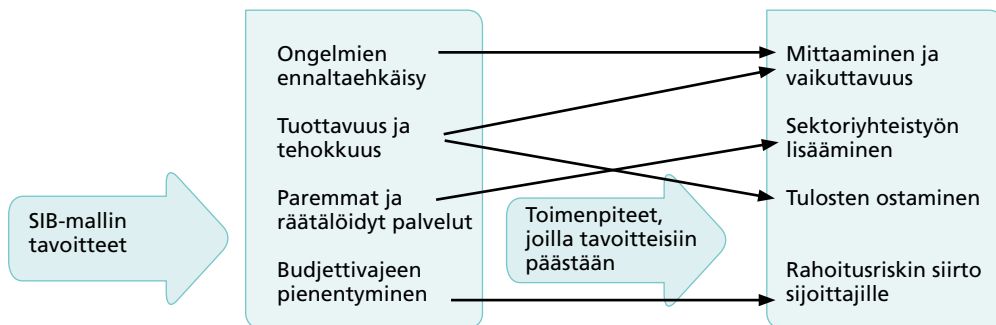 SIB-mallin
tavoitteet
Ongelmien
ennaltaehkäisy
Tuottavuus ja
tehokkuus
Paremmat ja
räätälöidyt palvelut
Budjettivajeen
pienentyminen
Toimenpiteet,
joilla tavoitteisiin
päästään
Mittaaminen ja
vaikuttavuus
Sektoriyhteistyön
lisääminen
Tulosten ostaminen
Rahoitusriskin siirto
sijoittajille